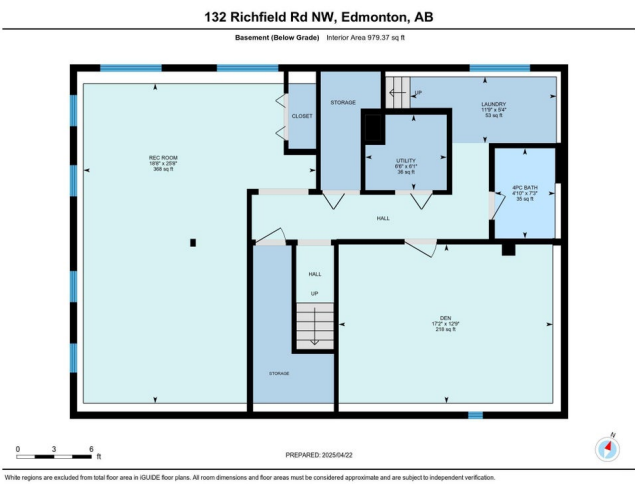 132 Richfield Rd NW, Edmonton, AB
Basement (Below Grade) Interior Area 979.37 sq ft
UP
LAUNDRY
11'9" x 5'4"
53 sq ft
STORAGE
CLOSET
REC ROOM
18'8" x 25'8"
368 sq ft
UTILITY
6'6" x 6'1"
36 sq ft
4PC BATH
4'10" x 7'3"
35 sq ft
HALL
HALL
UP
DEN
17'2" x 12'9"
218 sq ft
STORAGE
N
0 3 6
ft
PREPARED: 2025/04/22
White regions are excluded from total floor area in iGUIDE floor plans. All room dimensions and floor areas must be considered approximate and are subject to independent verification.